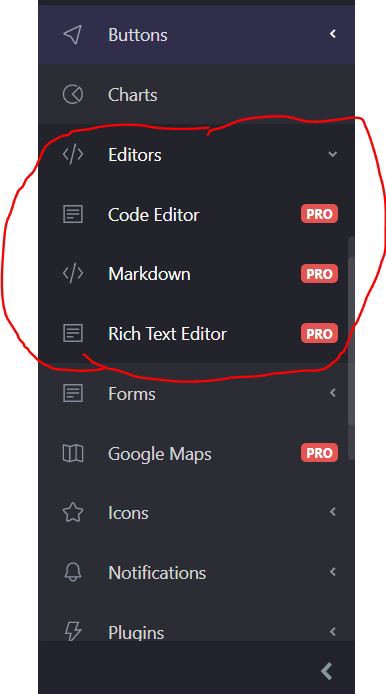 Buttons
Charts
Editors
Code Editor PRO
Markdown PRO
Rich Text Editor PRO
Forms
Google Maps PRO
Icons
Notifications
Plugins